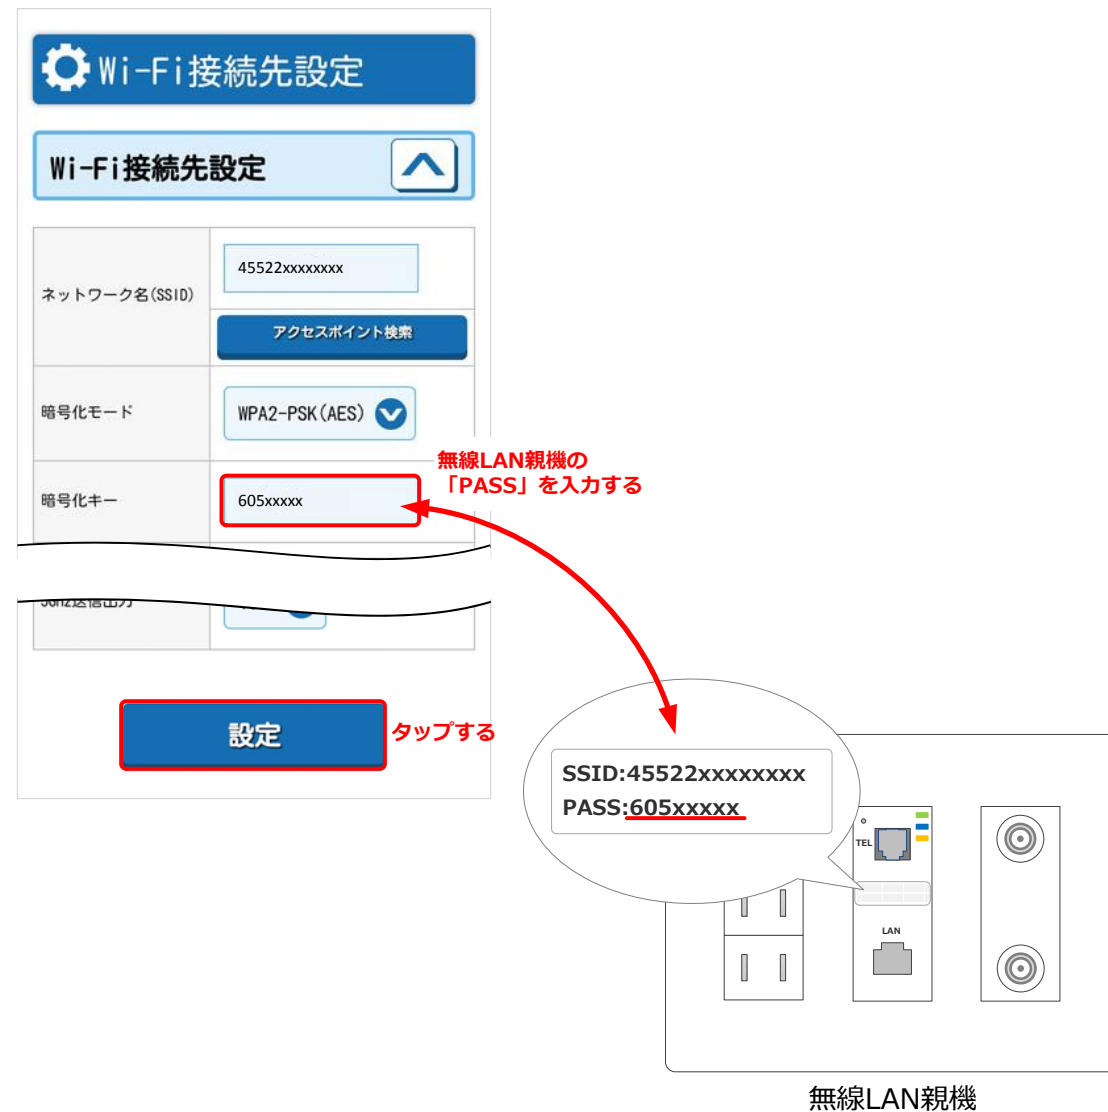 Wi-Fi接続先設定
Wi-Fi接続先設定
ネットワーク名(SSID)
45522xxxxxxxx
アクセスポイント検索
暗号化モード
WPA2-PSK(AES)
無線LAN親機の
「PASS」を入力する
暗号化キー
605xxxxx
送信出力
設定
タップする
SSID:45522xxxxxxxx
PASS:605xxxxx
TEL
LAN
無線LAN親機